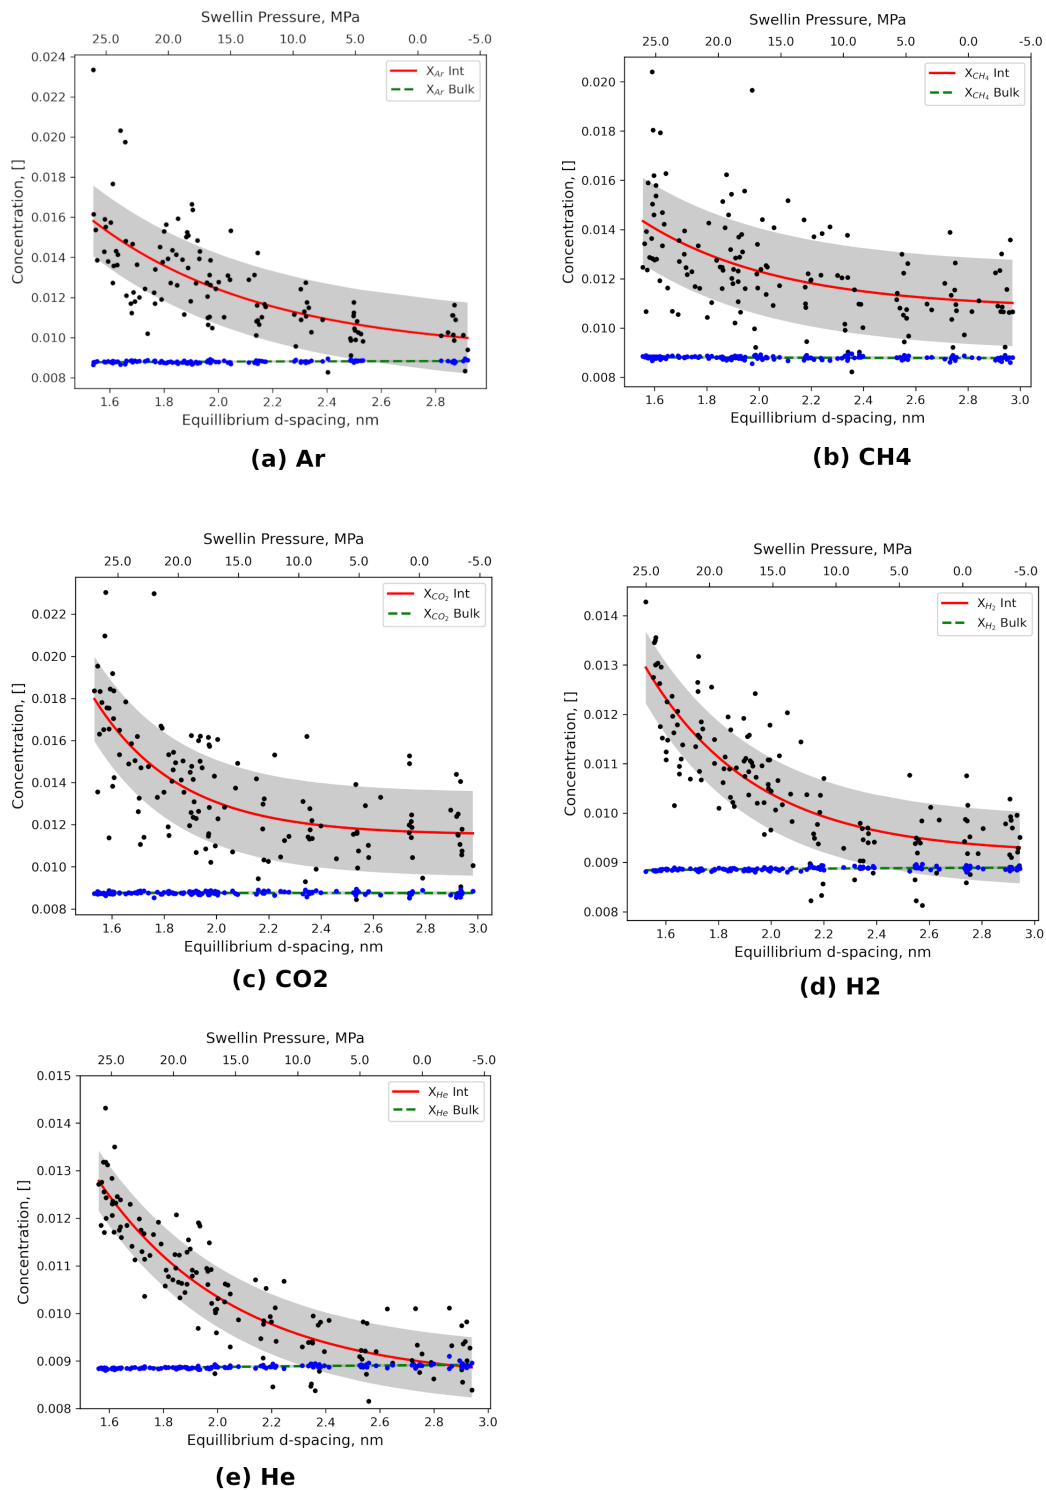 Swellin Pressure, MPa
25.0 20.0 15.0 10.0 5.0 0.0 -4.0
0.024
0.022
0.020
0.018
0.016
0.014
0.012
0.010
0.008
Concentration, []
X_Ar Int
X_Ar Bulk
1.6 1.8 2.0 2.2 2.4 2.6 2.8
Equillibrium d-spacing, nm
(a) Ar
Swellin Pressure, MPa
25.0 20.0 15.0 10.0 5.0 0.0 -5.0
0.020
0.018
0.016
0.014
0.012
0.010
0.008
Concentration, []
X_CH4 Int
X_CH4 Bulk
1.6 1.8 2.0 2.2 2.4 2.6 2.8 3.0
Equillibrium d-spacing, nm
(b) CH4
Swellin Pressure, MPa
25.0 20.0 15.0 10.0 5.0 0.0 -5.0
0.022
0.020
0.018
0.016
0.014
0.012
0.010
0.008
Concentration, []
X_CO2 Int
X_CO2 Bulk
1.6 1.8 2.0 2.2 2.4 2.6 2.8 3.0
Equillibrium d-spacing, nm
(c) CO2
Swellin Pressure, MPa
25.0 20.0 15.0 10.0 5.0 0.0 -5.0
0.014
0.013
0.012
0.011
0.010
0.009
0.008
Concentration, []
X_H2 Int
X_H2 Bulk
1.6 1.8 2.0 2.2 2.4 2.6 2.8 3.0
Equillibrium d-spacing, nm
(d) H2
Swellin Pressure, MPa
25.0 20.0 15.0 10.0 5.0 0.0 -5.0
0.015
0.014
0.013
0.012
0.011
0.010
0.009
0.008
Concentration, []
X_He Int
X_He Bulk
1.6 1.8 2.0 2.2 2.4 2.6 2.8 3.0
Equillibrium d-spacing, nm
(e) He